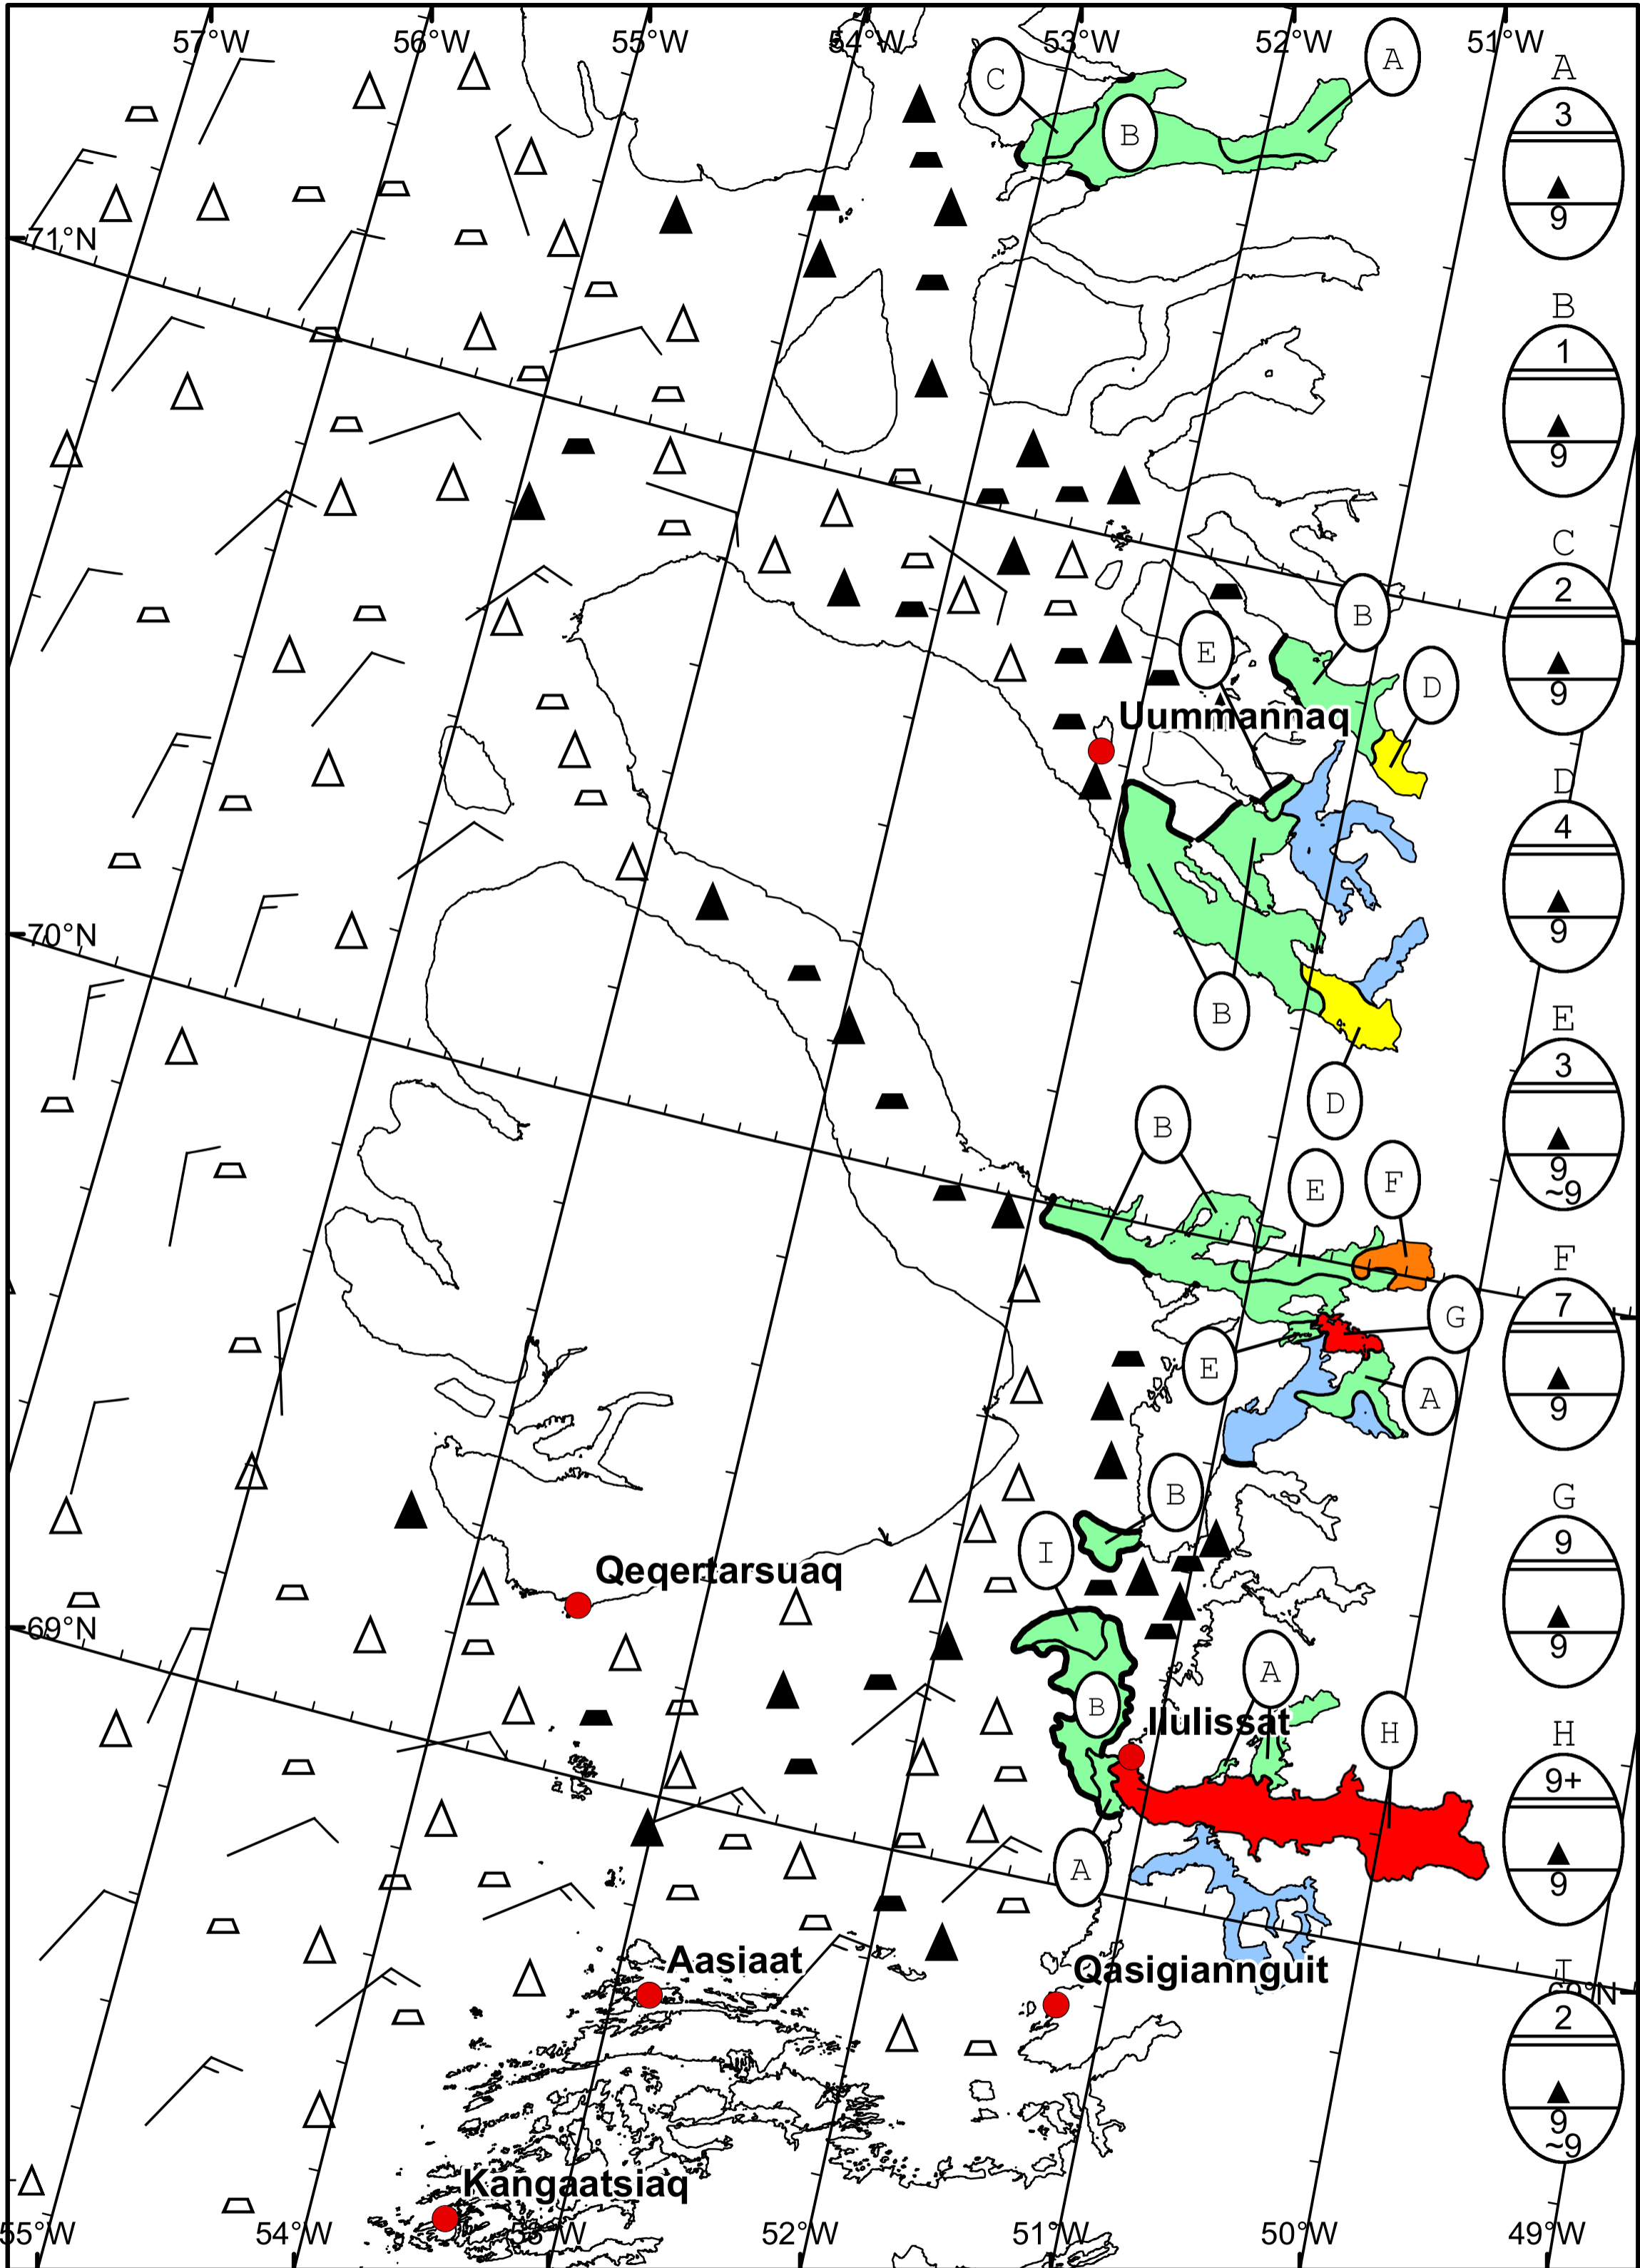 57°W 56°W 55°W 54°W 53°W 52°W 51°W
A
C
B
A
3
9
71°N
B
1
9
C
2
9
B
E
D
Uummannaq
D
4
9
70°N
B
D
E
3
9
~9
B
E
F
F
7
9
G
E
A
G
9
9
B
I
Qeqertarsuaq
69°N
A
B
Ilulissat
H
H
9+
9
A
Aasiaat
Qasigiannguit
I
69°N
2
9
~9
Kangaatsiaq
55°W 54°W 53°W 52°W 51°W 50°W 49°W